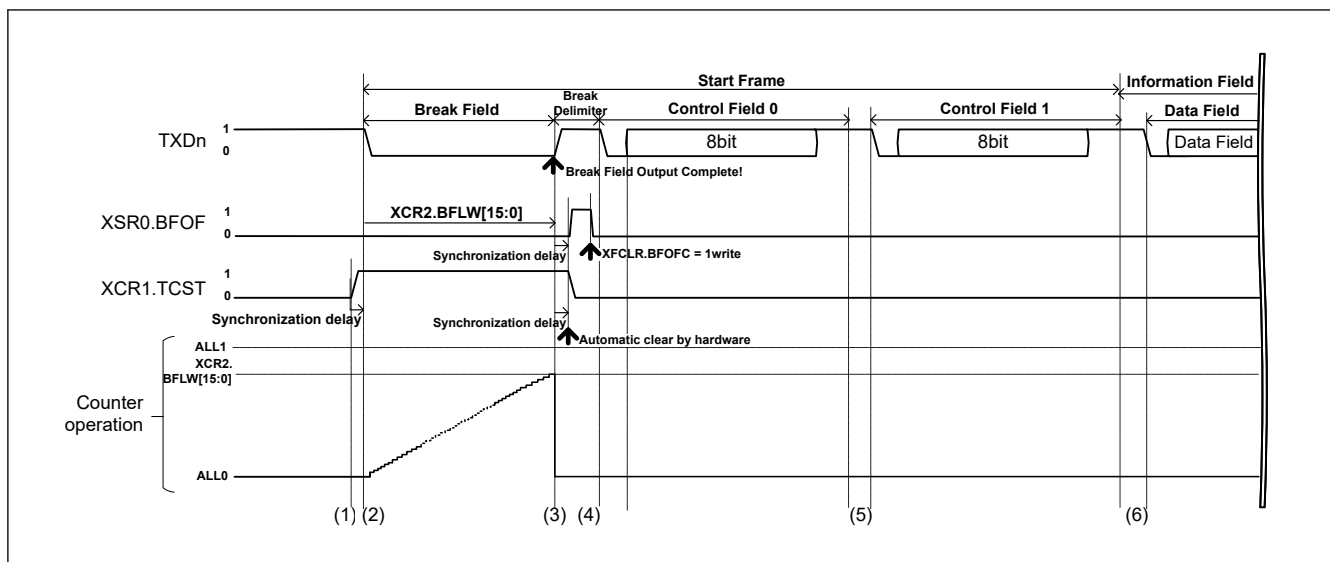 Start Frame
Information Field
Break Field
Break
Delimiter
Control Field 0
Control Field 1
Data Field
TXDn
1
0
8bit
8bit
Data Field
Break Field Output Complete!
XSR0.BFOF
1
0
XCR2.BFLW[15:0]
Synchronization delay
XFCLR.BFOFC = 1write
XCR1.TCST
1
0
Synchronization delay
Synchronization delay
Automatic clear by hardware
Counter
operation
ALL1
XCR2.
BFLW[15:0]
ALL0
(1) (2) (3) (4) (5) (6)